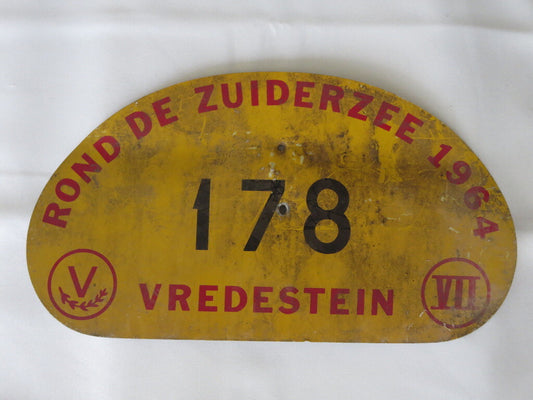 ROND DE ZUIDERZEE 1964
178
V
VREDESTEIN
VII